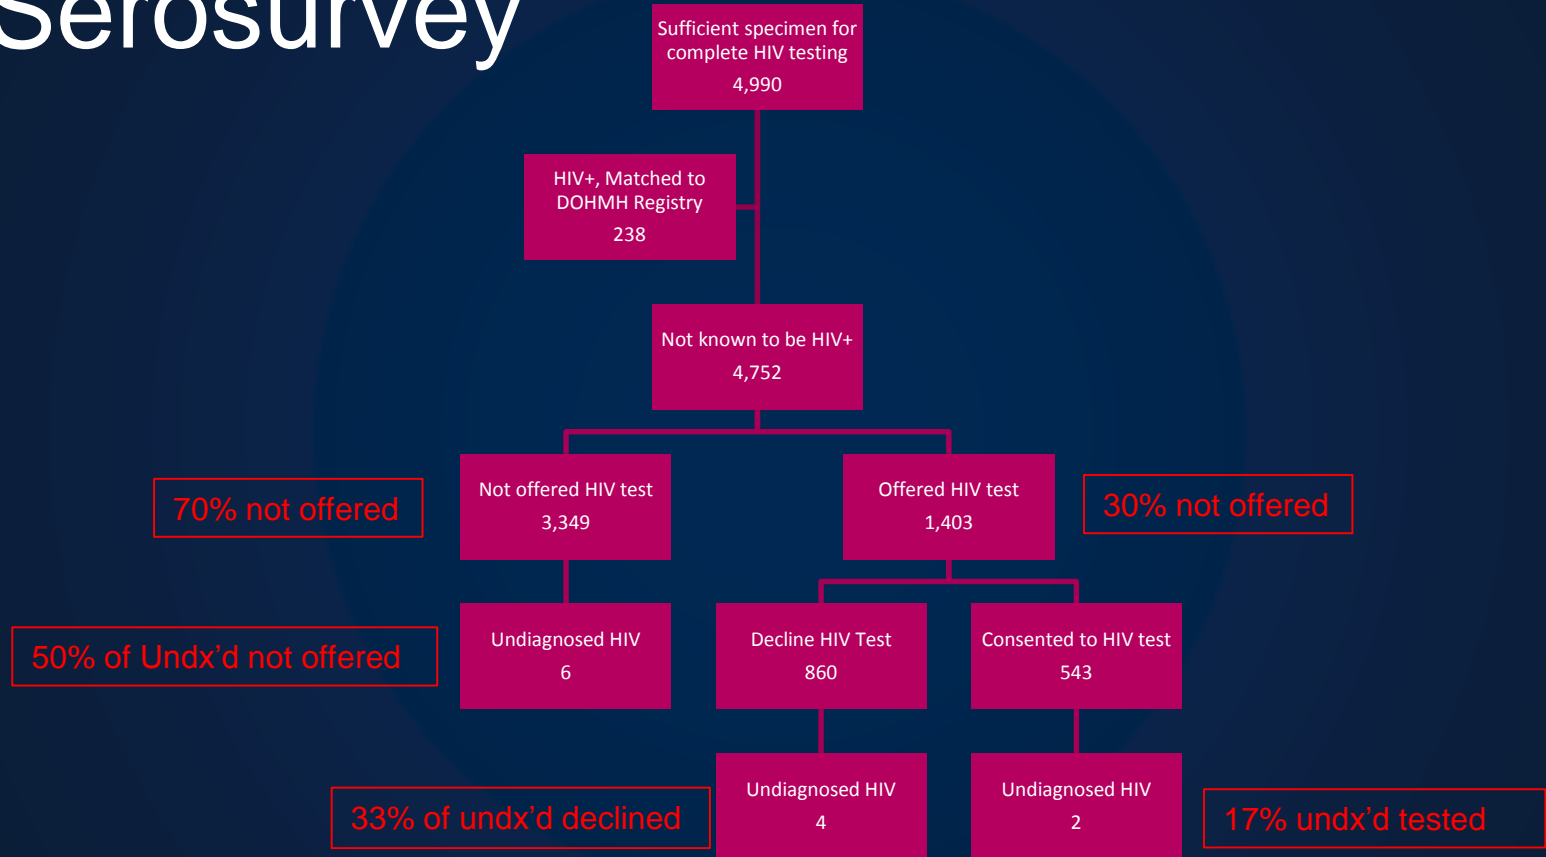 Serosurvey
Sufficient specimen for
complete HIV testing
4,990
HIV+, Matched to
DOHMH Registry
238
Not known to be HIV+
4,752
70% not offered
Not offered HIV test
3,349
Offered HIV test
1,403
30% not offered
50% of Undx’d not offered
Undiagnosed HIV
6
Decline HIV Test
860
Consented to HIV test
543
33% of undx’d declined
Undiagnosed HIV
4
Undiagnosed HIV
2
17% undx’d tested